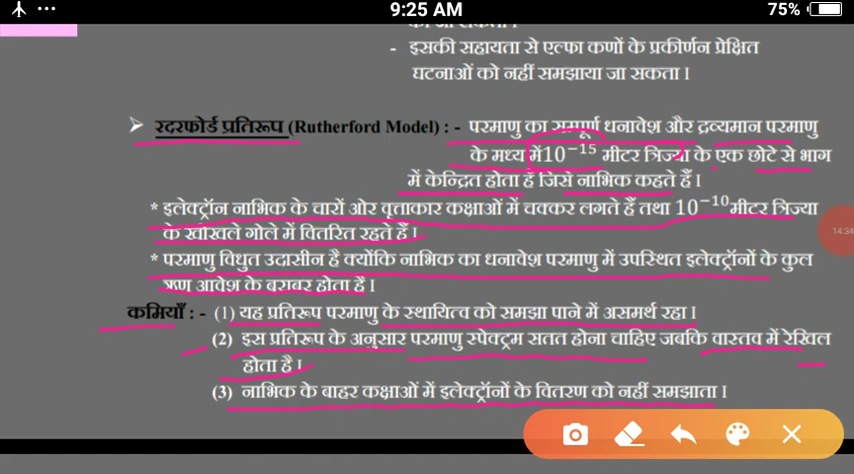 9:25 AM
75%
- इसकी सहायता से एल्फा कणों के प्रकीर्णन प्रेक्षित
घटनाओं को नहीं समझाया जा सकता ।
➢ रदरफोर्ड प्रतिरूप (Rutherford Model) : - परमाणु का सम्पूर्ण धनावेश और द्रव्यमान परमाणु
के मध्य में 10⁻¹⁵ मीटर त्रिज्या के एक छोटे से भाग
में केन्द्रित होता है जिसे नाभिक कहते हैं ।
* इलेक्ट्रॉन नाभिक के चारों ओर वृत्ताकार कक्षाओं में चक्कर लगते हैं तथा 10⁻¹⁰ मीटर त्रिज्या
के खोखले गोले में वितरित रहते हैं ।
14:34
* परमाणु विधुत उदासीन है क्योंकि नाभिक का धनावेश परमाणु में उपस्थित इलेक्ट्रॉनों के कुल
ऋण आवेश के बराबर होता है ।
कमियाँ : - (1) यह प्रतिरूप परमाणु के स्थायित्व को समझा पाने में असमर्थ रहा ।
(2) इस प्रतिरूप के अनुसार परमाणु स्पेक्ट्रम सतत होना चाहिए जबकि वास्तव में रेखिल
होता है ।
(3) नाभिक के बाहर कक्षाओं में इलेक्ट्रॉनों के वितरण को नहीं समझाता ।